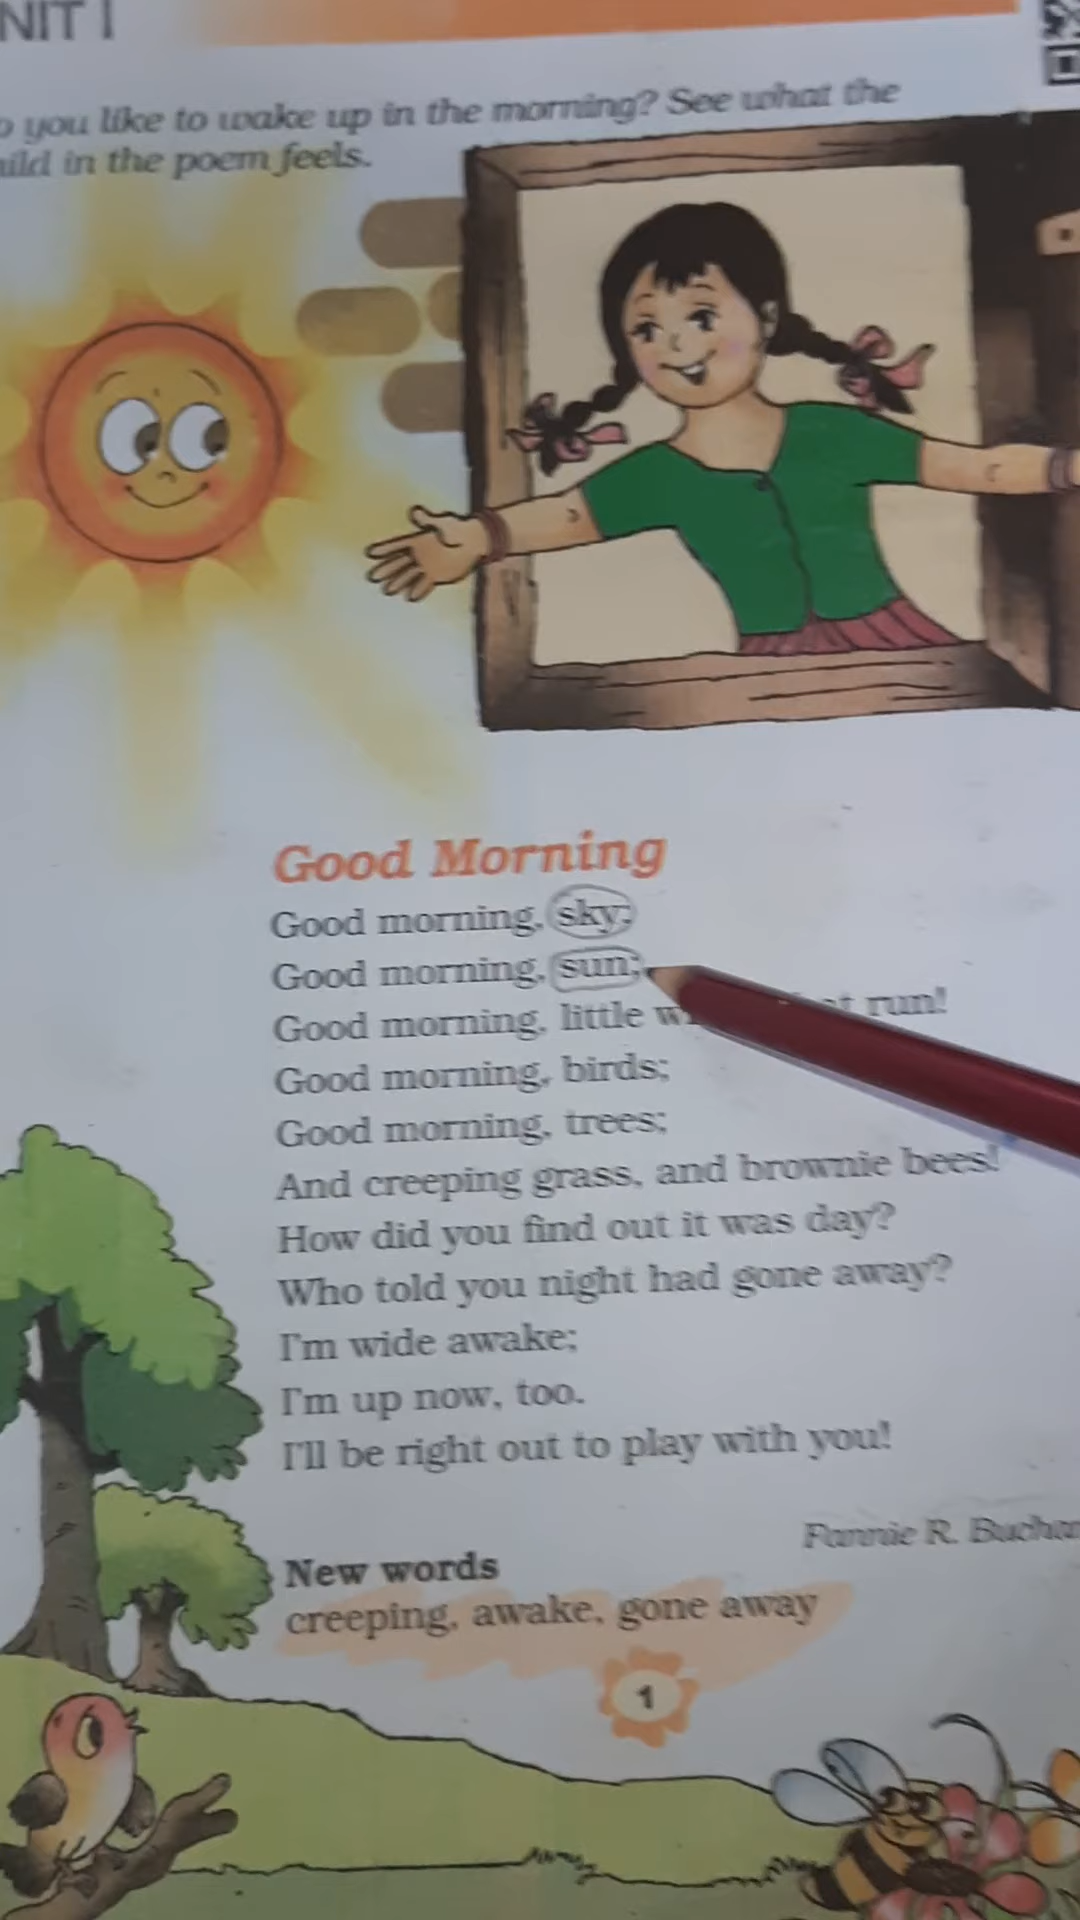 NIT I
you like to wake up in the morning? See what the
in the poem feels.
Good Morning
Good morning, sky;
Good morning, sun;
Good morning, little run!
Good morning, birds;
Good morning, trees;
And creeping grass, and brownie bees!
How did you find out it was day?
Who told you night had gone away?
I'm wide awake;
I'm up now, too.
I'll be right out to play with you!
Fannie R.
New words
creeping, awake, gone away
1